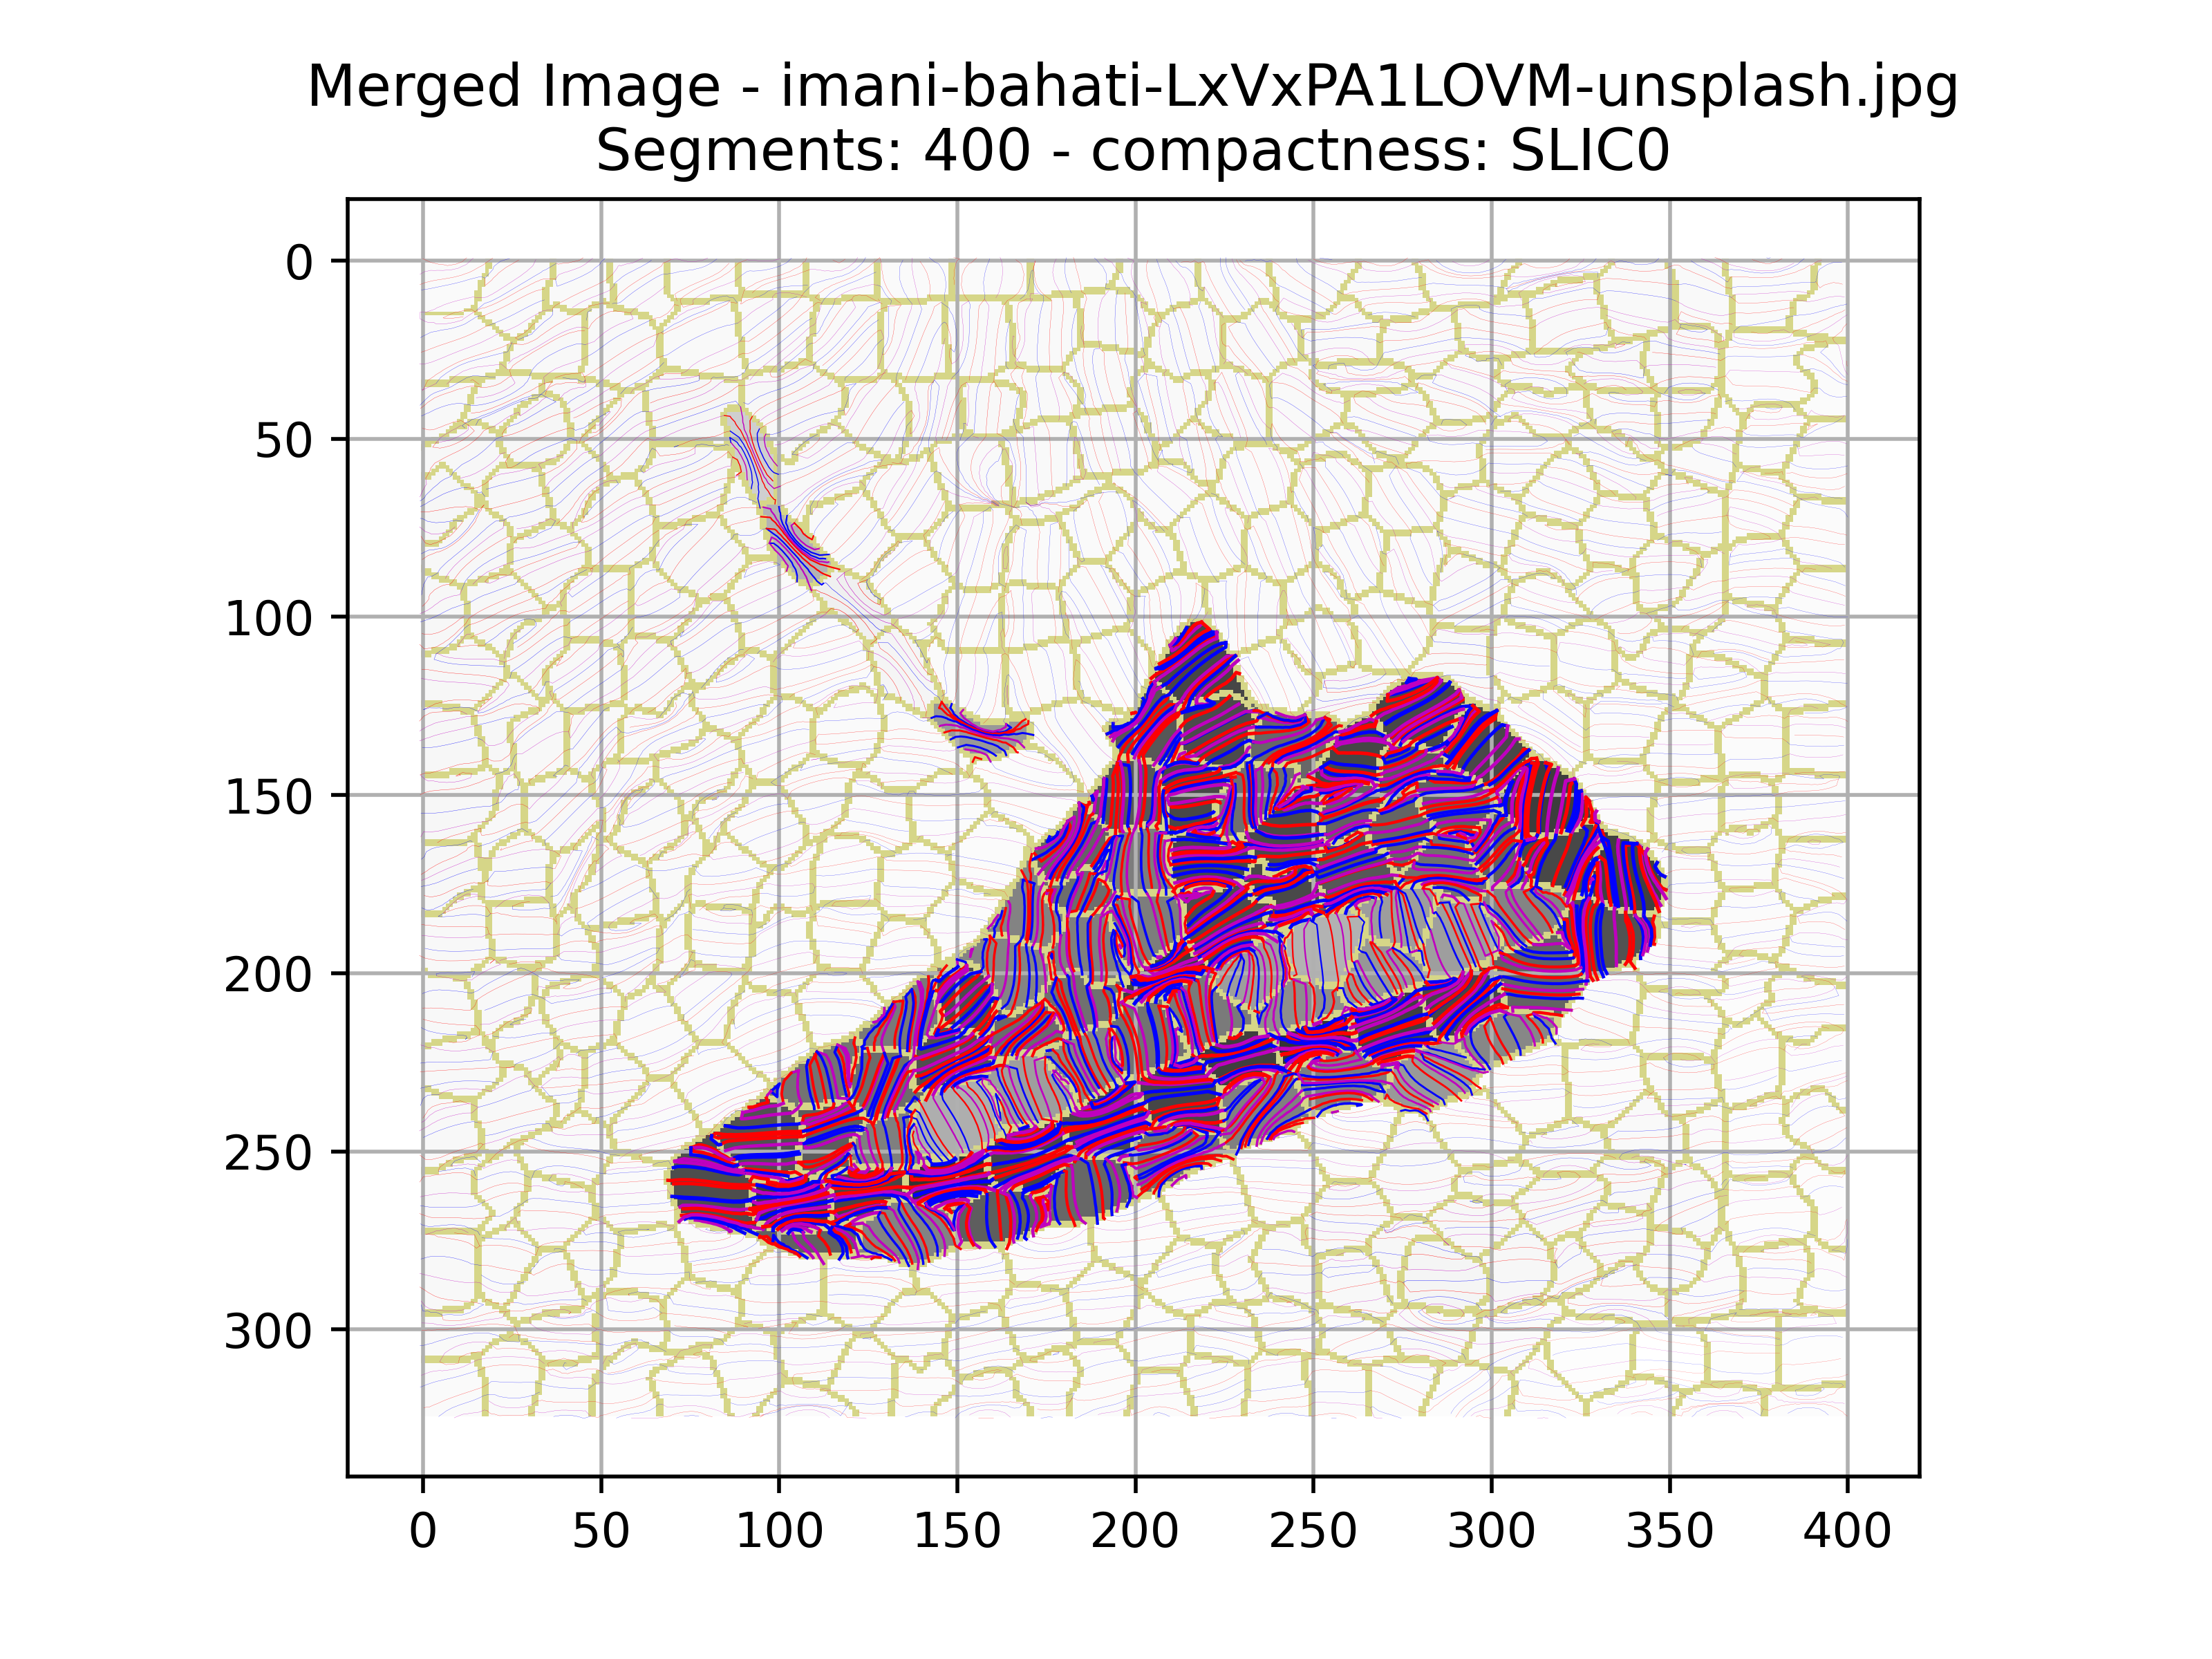 Merged Image - imani-bahati-LxVxPA1LOVM-unsplash.jpg
Segments: 400 - compactness: SLIC0
0
50
100
150
200
250
300
0 50 100 150 200 250 300 350 400